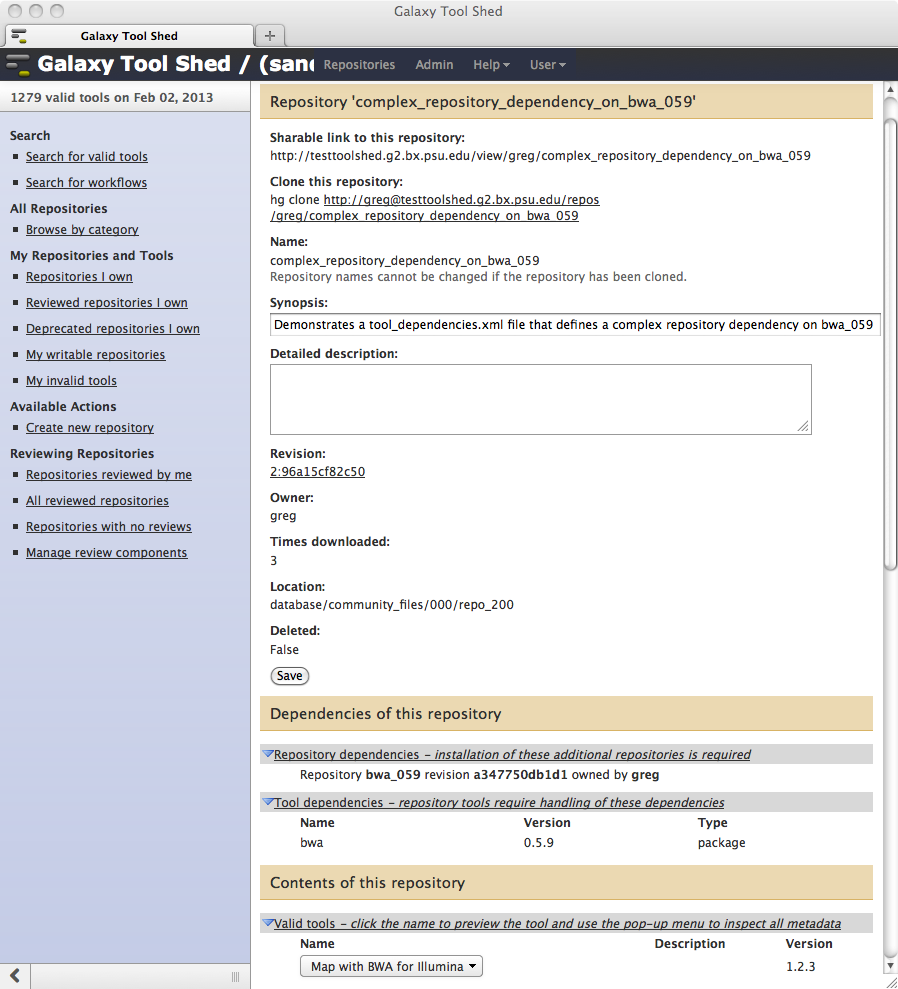 Galaxy Tool Shed
Galaxy Tool Shed
Galaxy Tool Shed / (sand
Repositories Admin Help User
1279 valid tools on Feb 02, 2013
Search
Search for valid tools
Search for workflows
All Repositories
Browse by category
My Repositories and Tools
Repositories I own
Reviewed repositories I own
Deprecated repositories I own
My writable repositories
My invalid tools
Available Actions
Create new repository
Reviewing Repositories
Repositories reviewed by me
All reviewed repositories
Repositories with no reviews
Manage review components
Repository 'complex_repository_dependency_on_bwa_059'
Sharable link to this repository:
http://testtoolshed.g2.bx.psu.edu/view/greg/complex_repository_dependency_on_bwa_059
Clone this repository:
hg clone http://greg@testtoolshed.g2.bx.psu.edu/repos
/greg/complex_repository_dependency_on_bwa_059
Name:
complex_repository_dependency_on_bwa_059
Repository names cannot be changed if the repository has been cloned.
Synopsis:
Demonstrates a tool_dependencies.xml file that defines a complex repository dependency on bwa_059
Detailed description:
Revision:
2:96a15cf82c50
Owner:
greg
Times downloaded:
3
Location:
database/community_files/000/repo_200
Deleted:
False
Save
Dependencies of this repository
Repository dependencies – installation of these additional repositories is required
Repository bwa_059 revision a347750db1d1 owned by greg
Tool dependencies – repository tools require handling of these dependencies
Name Version Type
bwa 0.5.9 package
Contents of this repository
Valid tools – click the name to preview the tool and use the pop-up menu to inspect all metadata
Name Description Version
Map with BWA for Illumina 1.2.3